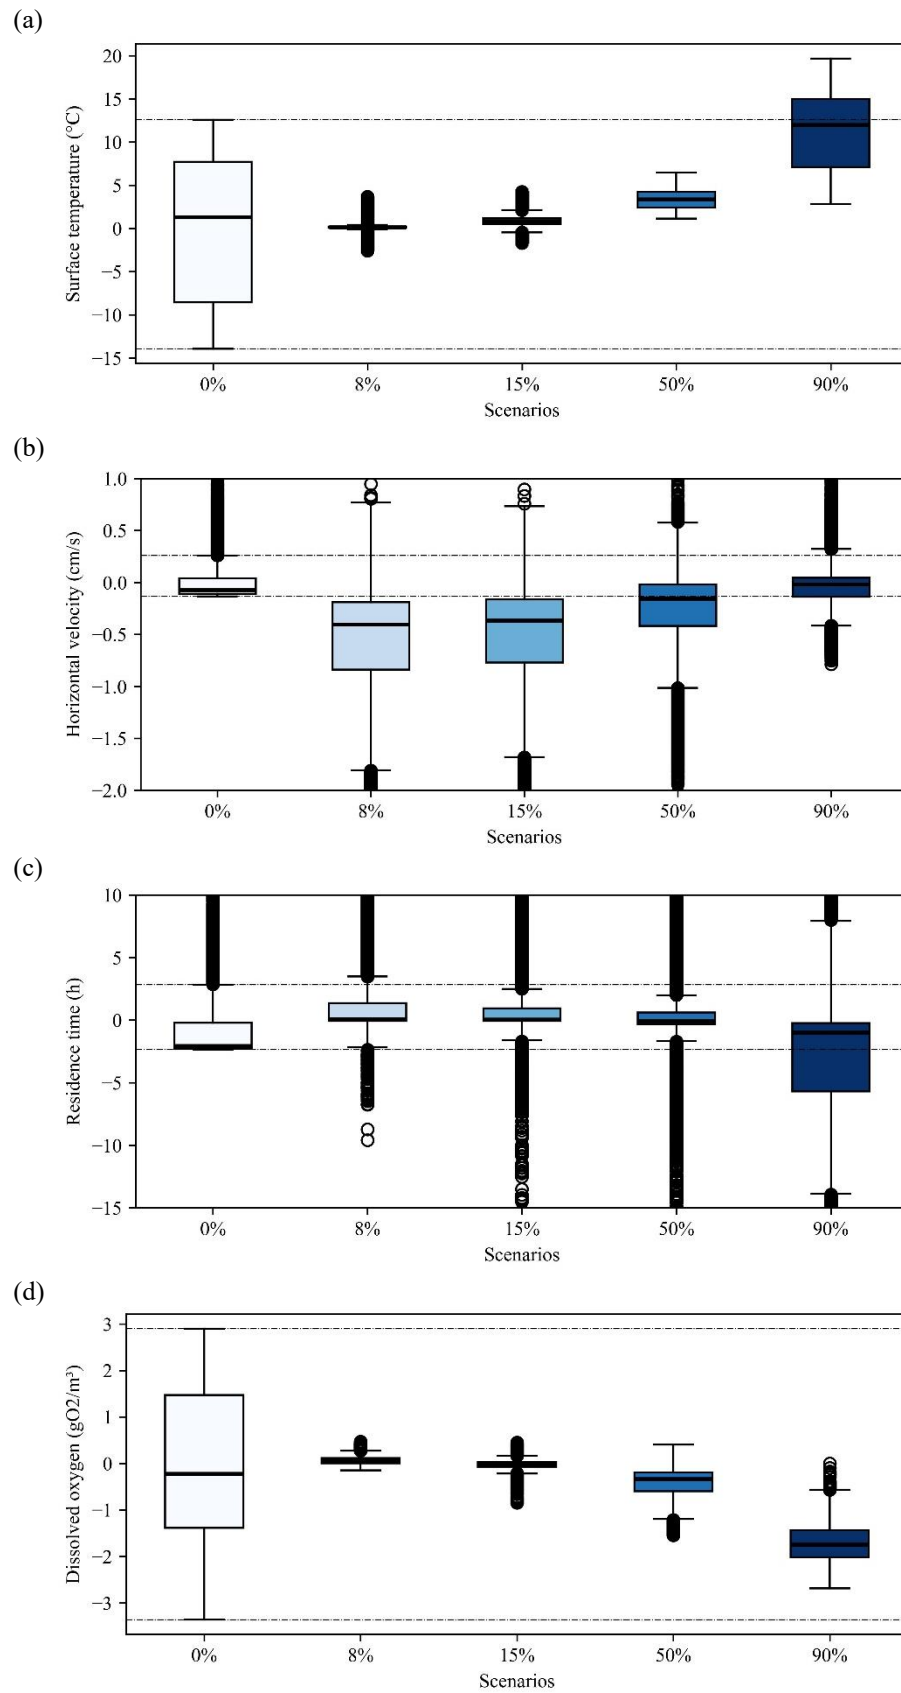 (a)
Surface temperature (°C)
20
15
10
5
0
−5
−10
−15
0% 8% 15% 50% 90%
Scenarios
(b)
Horizontal velocity (cm/s)
1.0
0.5
0.0
−0.5
−1.0
−1.5
−2.0
0% 8% 15% 50% 90%
Scenarios
(c)
Residence time (h)
10
5
0
−5
−10
−15
0% 8% 15% 50% 90%
Scenarios
(d)
Dissolved oxygen (gO2/m³)
3
2
1
0
−1
−2
−3
0% 8% 15% 50% 90%
Scenarios